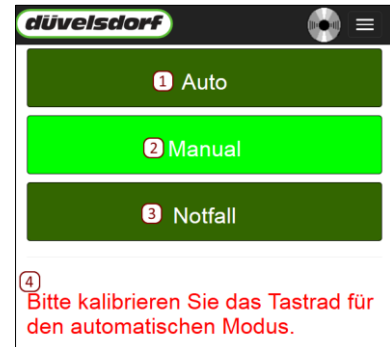 düvelsdorf
1 Auto
2 Manual
3 Notfall
4
Bitte kalibrieren Sie das Tastrad für
den automatischen Modus.